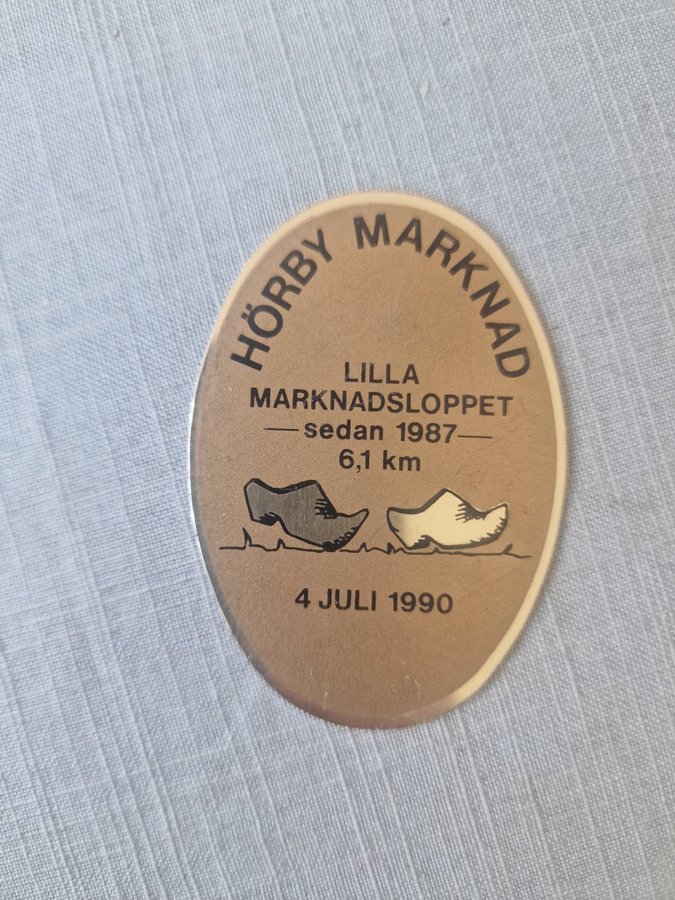 HÖRBY MARKNAD
LILLA
MARKNADSLOPPET
—sedan 1987—
6,1 km
4 JULI 1990